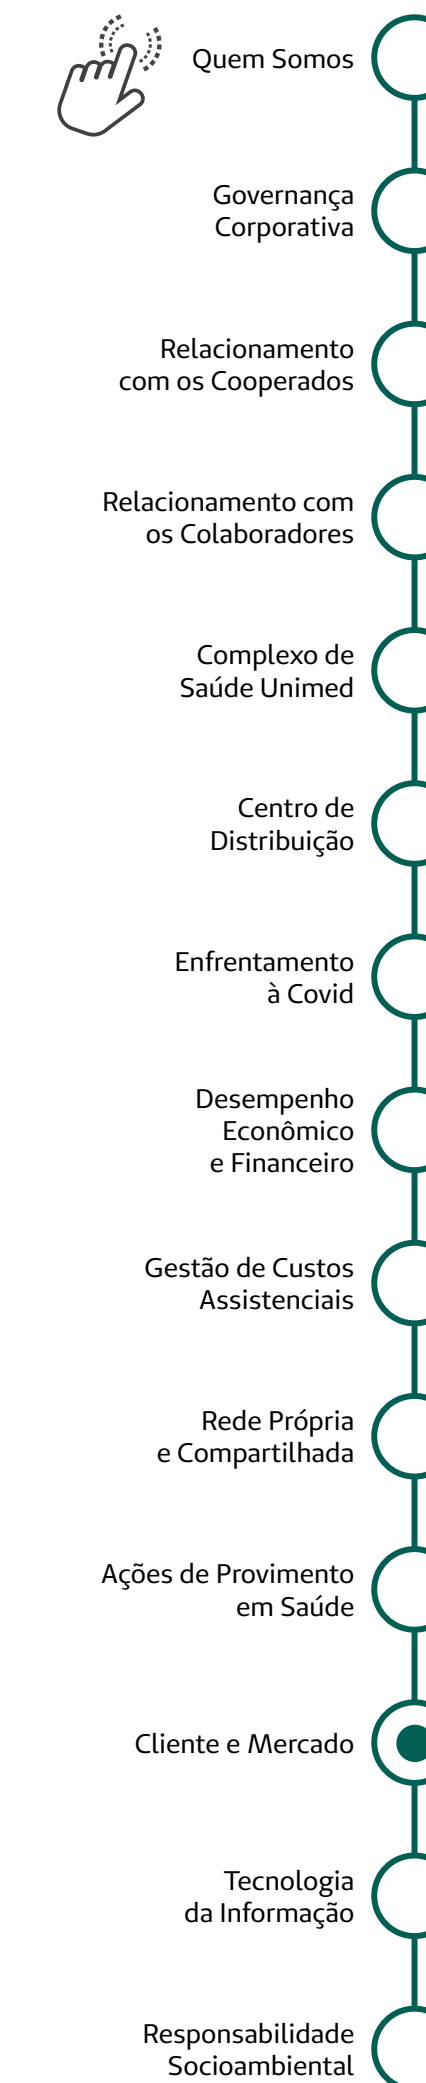 Quem Somos
Governança
Corporativa
Relacionamento
com os Cooperados
Relacionamento com
os Colaboradores
Complexo de
Saúde Unimed
Centro de
Distribuição
Enfrentamento
à Covid
Desempenho
Econômico
e Financeiro
Gestão de Custos
Assistenciais
Rede Própria
e Compartilhada
Ações de Provimento
em Saúde
Cliente e Mercado
Tecnologia
da Informação
Responsabilidade
Socioambiental